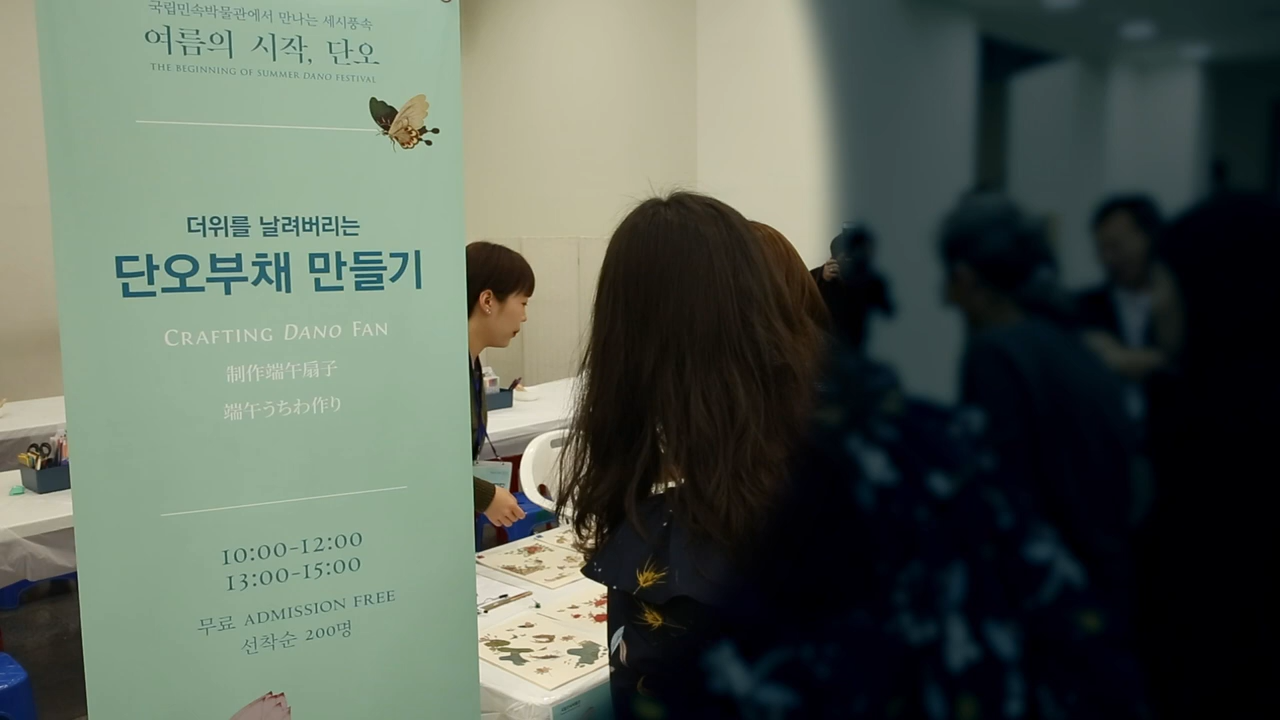 국립민속박물관에서 만나는 세시풍속
여름의 시작, 단오
THE BEGINNING OF SUMMER DANO FESTIVAL
더위를 날려버리는
단오부채 만들기
CRAFTING DANO FAN
制作端午扇子
端午うちわ作り
10:00-12:00
13:00-15:00
무료 ADMISSION FREE
선착순 200명